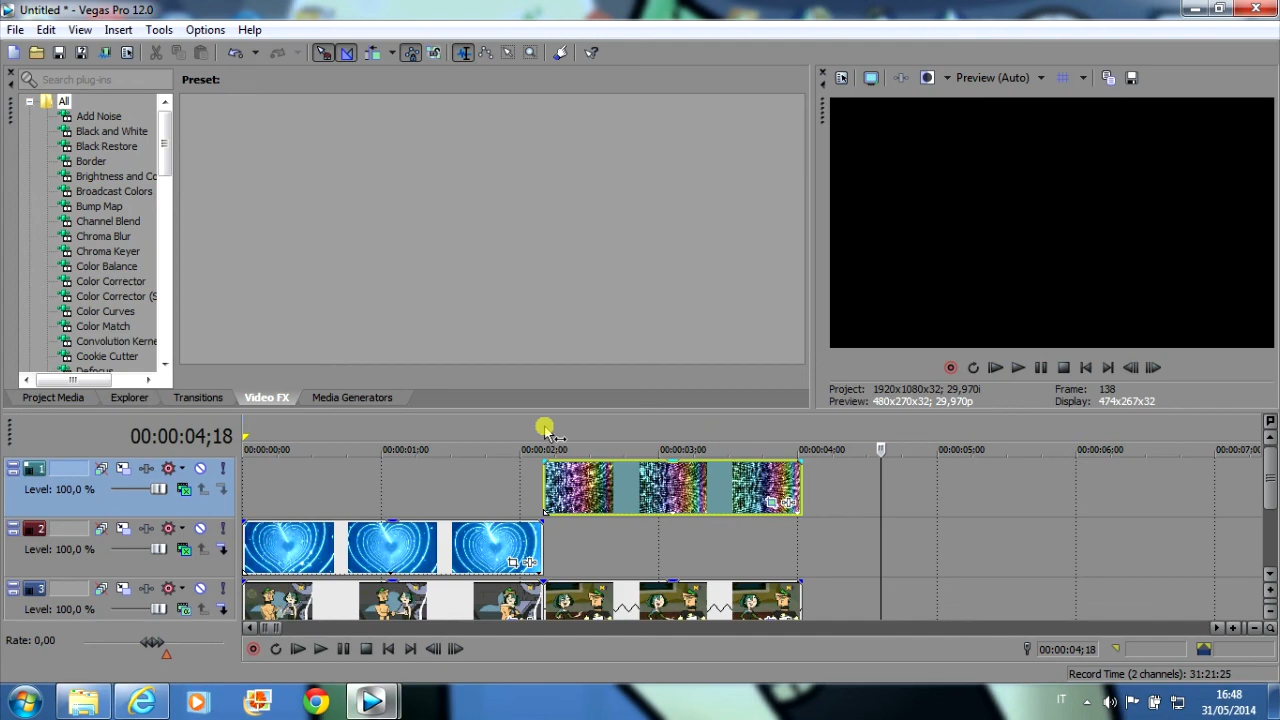 Untitled * - Vegas Pro 12.0
File Edit View Insert Tools Options Help
Search plug-ins
Preset:
Preview (Auto)
All
Add Noise
Black and White
Black Restore
Border
Brightness and Co
Broadcast Colors
Bump Map
Channel Blend
Chroma Blur
Chroma Keyer
Color Balance
Color Corrector
Color Corrector (S
Color Curves
Color Match
Convolution Kerne
Cookie Cutter
Defocus
Project: 1920x1080x32; 29,970i
Frame: 138
Preview: 480x270x32; 29,970p
Display: 474x267x32
Project Media Explorer Transitions Video FX Media Generators
00:00:04;18
00:00:00;00 00:00:01;00 00:00:02;00 00:00:03;00 00:00:04;00 00:00:05;00 00:00:06;00 00:00:07;00
1
Level: 100,0 %
2
Level: 100,0 %
3
Level: 100,0 %
Rate: 0,00
00:00:04;18
Record Time (2 channels): 31:21:25
IT
16:48
31/05/2014